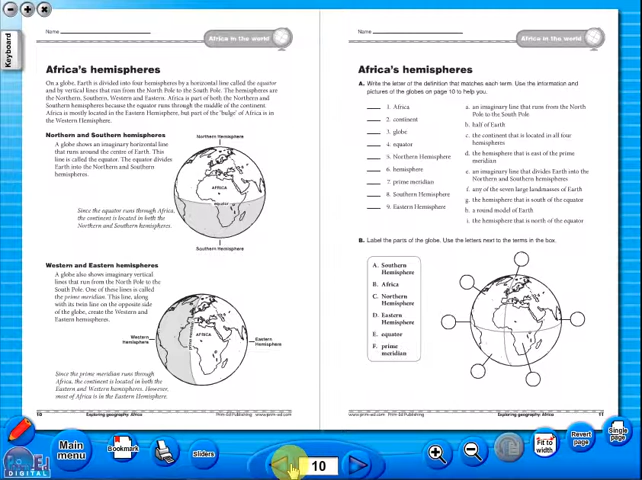 Keyboard
Name
Africa in the world
Africa's hemispheres
On a globe, Earth is divided into four hemispheres by a horizontal line called the equator
and by vertical lines that run from the North Pole to the South Pole. The hemispheres are
the Northern, Southern, Western and Eastern. Africa is part of both the Northern and
Southern hemispheres because the equator runs through the middle of the continent.
Africa is mostly located in the Eastern Hemisphere, but part of the 'bulge' of Africa is in
the Western Hemisphere.
Northern and Southern hemispheres
A globe shows an imaginary horizontal
line that runs around the centre of Earth. This
line is called the equator. The equator divides
Earth into the Northern and Southern
hemispheres.
Northern Hemisphere
AFRICA
equator
Since the equator runs through Africa,
the continent is located in both the
Northern and Southern hemispheres.
Southern Hemisphere
Western and Eastern hemispheres
A globe also shows imaginary vertical
lines that run from the North Pole to the
South Pole. One of these lines is called
the prime meridian. This line, along
with its twin line on the opposite side
of the globe, create the Western and
Eastern hemispheres.
Western
Hemisphere
AFRICA
Eastern
Hemisphere
Since the prime meridian runs through
Africa, the continent is located in both the
Eastern and Western hemispheres. However,
most of Africa is in the Eastern Hemisphere.
10
Exploring geography: Africa
Prim-Ed Publishing www.prim-ed.com
Name
Africa in the world
Africa's hemispheres
A. Write the letter of the definition that matches each term. Use the information and
pictures of the globes on page 10 to help you.
1. Africa
2. continent
3. globe
4. equator
5. Northern Hemisphere
6. hemisphere
7. prime meridian
8. Southern Hemisphere
9. Eastern Hemisphere
a. an imaginary line that runs from the North
Pole to the South Pole
b. half of Earth
c. the continent that is located in all four
hemispheres
d. the hemisphere that is east of the prime
meridian
e. an imaginary line that divides Earth into the
Northern and Southern hemispheres
f. any of the seven large landmasses of Earth
g. the hemisphere that is south of the equator
h. a round model of Earth
i. the hemisphere that is north of the equator
B. Label the parts of the globe. Use the letters next to the terms in the box.
A. Southern
Hemisphere
B. Africa
C. Northern
Hemisphere
D. Eastern
Hemisphere
E. equator
F. prime
meridian
Prim-Ed Publishing www.prim-ed.com
Exploring geography: Africa
11
DIGITAL
Main
menu
Bookmark
Sliders
10
Fit to
width
Revert
page
Single
page